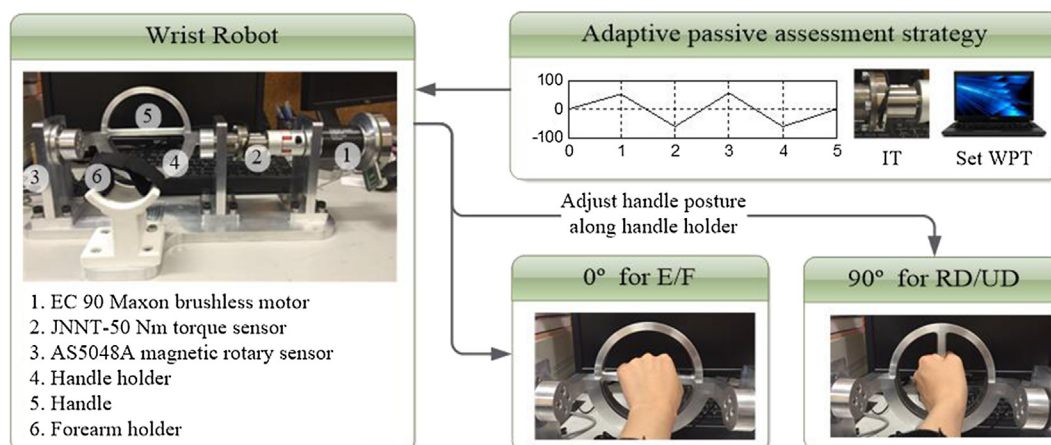 Wrist Robot
5
4
2
1
3
6
1. EC 90 Maxon brushless motor
2. JNNT-50 Nm torque sensor
3. AS5048A magnetic rotary sensor
4. Handle holder
5. Handle
6. Forearm holder
Adaptive passive assessment strategy
100
0
-100
0 1 2 3 4 5
IT
Set WPT
Adjust handle posture
along handle holder
0º for E/F
90º for RD/UD